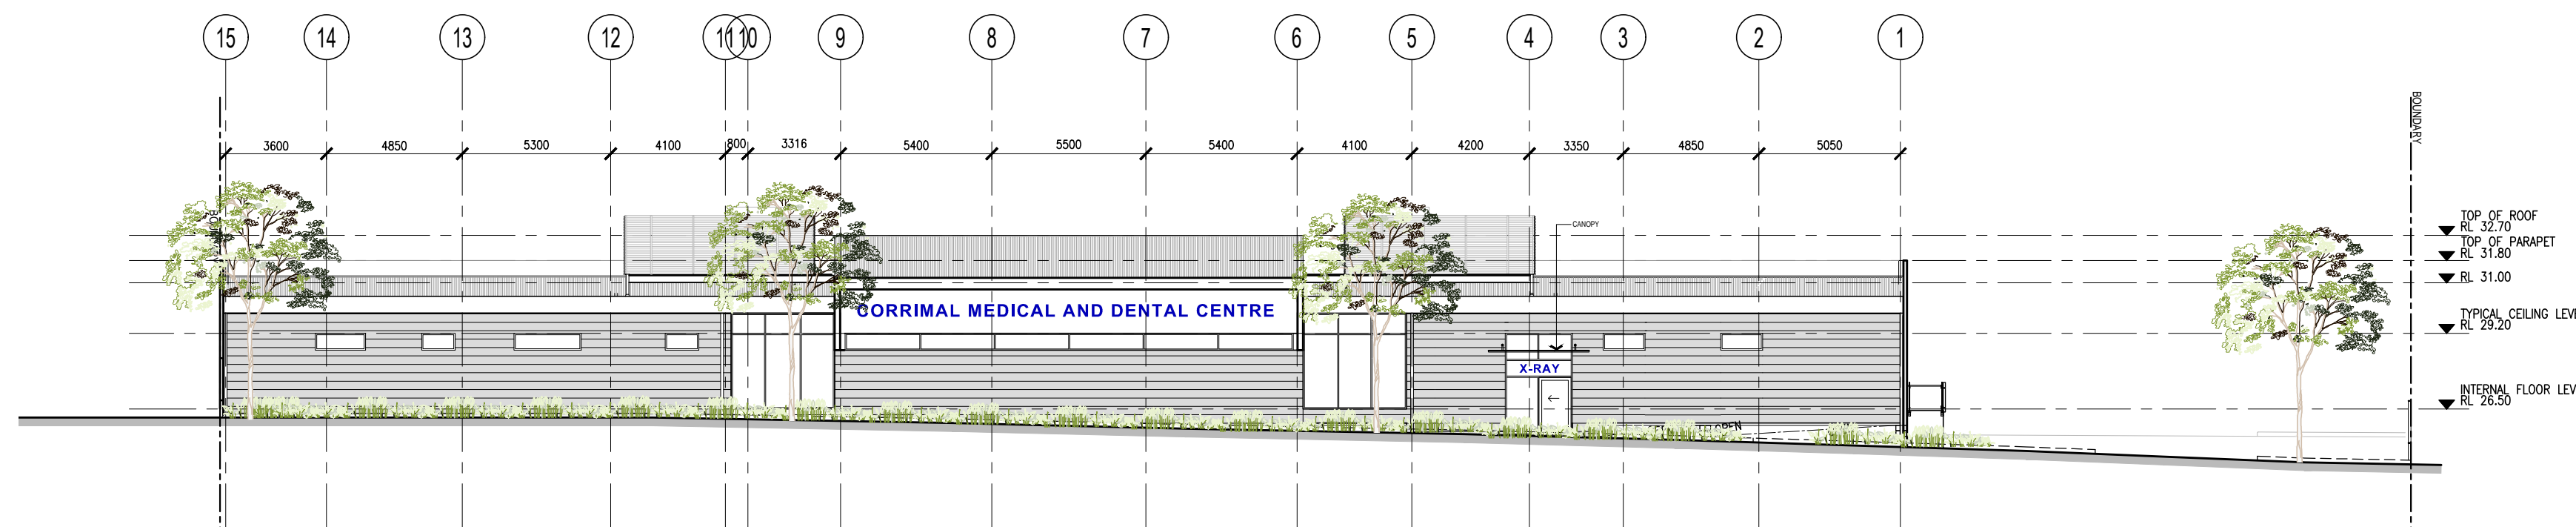 15 14 13 12 11 10 9 8 7 6 5 4 3 2 1
BOUNDARY
3600 4850 5300 4100 800 3316 5400 5500 5400 4100 4200 3350 4850 5050
TOP OF ROOF
RL 32.70
CANOPY
TOP OF PARAPET
RL 31.80
RL 31.00
CORRIMAL MEDICAL AND DENTAL CENTRE
TYPICAL CEILING LEVE
RL 29.20
X-RAY
INTERNAL FLOOR LEV
RL 26.50
OPEN